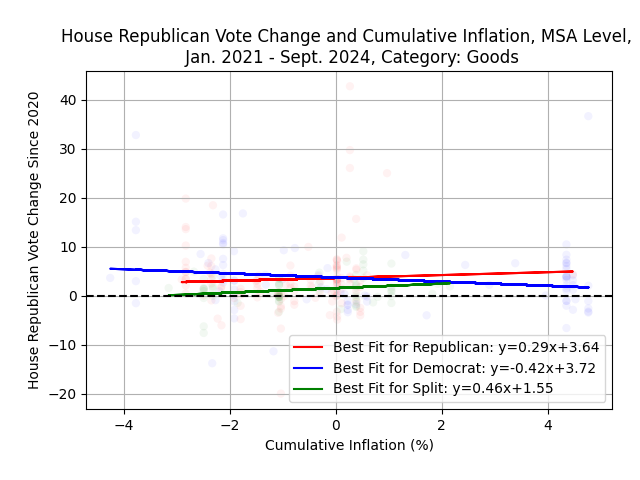 House Republican Vote Change and Cumulative Inflation, MSA Level,
Jan. 2021 - Sept. 2024, Category: Goods
House Republican Vote Change Since 2020
40
30
20
10
0
−10
−20
Best Fit for Republican: y=0.29x+3.64
Best Fit for Democrat: y=-0.42x+3.72
Best Fit for Split: y=0.46x+1.55
−4
−2
0
2
4
Cumulative Inflation (%)